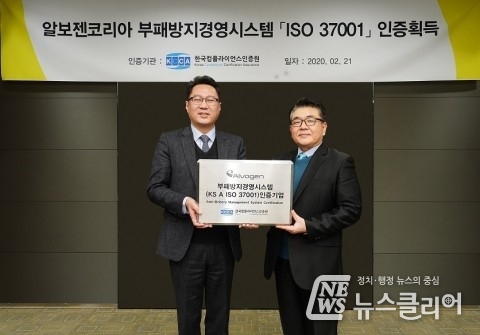 알보젠코리아 부패방지경영시스템 「ISO 37001」 인증획득
인증기관 : KCCA 한국컴플라이언스인증원 일자 : 2020. 02. 21
Alvogen
부패방지경영시스템
(KS A ISO 37001)인증기업
Anti-Bribery Management System Certification
KCCA 한국컴플라이언스인증원
정치·행정 뉴스의 중심
NEWS 뉴스클리어